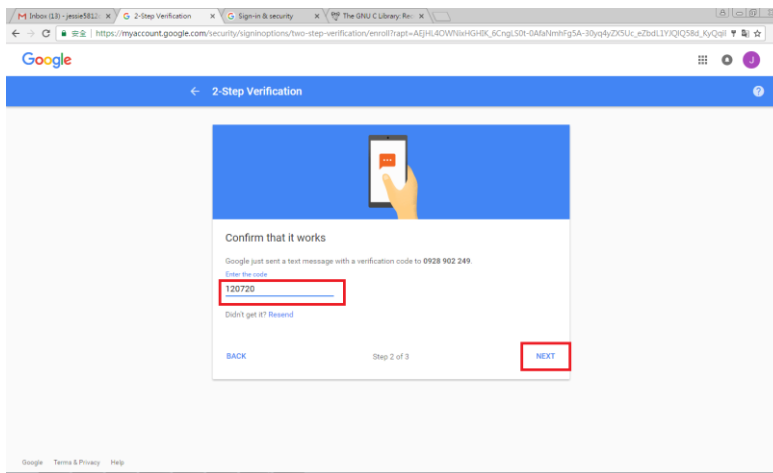 Inbox (13) - jessie5812
2-Step Verification
Sign-in & security
The GNU C Library: Re
安全 | https://myaccount.google.com/security/signinoptions/two-step-verification/enroll?rapt=
Google
J
2-Step Verification
Confirm that it works
Google just sent a text message with a verification code to 0928 902 249.
Enter the code
120720
Didn't get it? Resend
BACK
Step 2 of 3
NEXT
Google Terms & Privacy Help